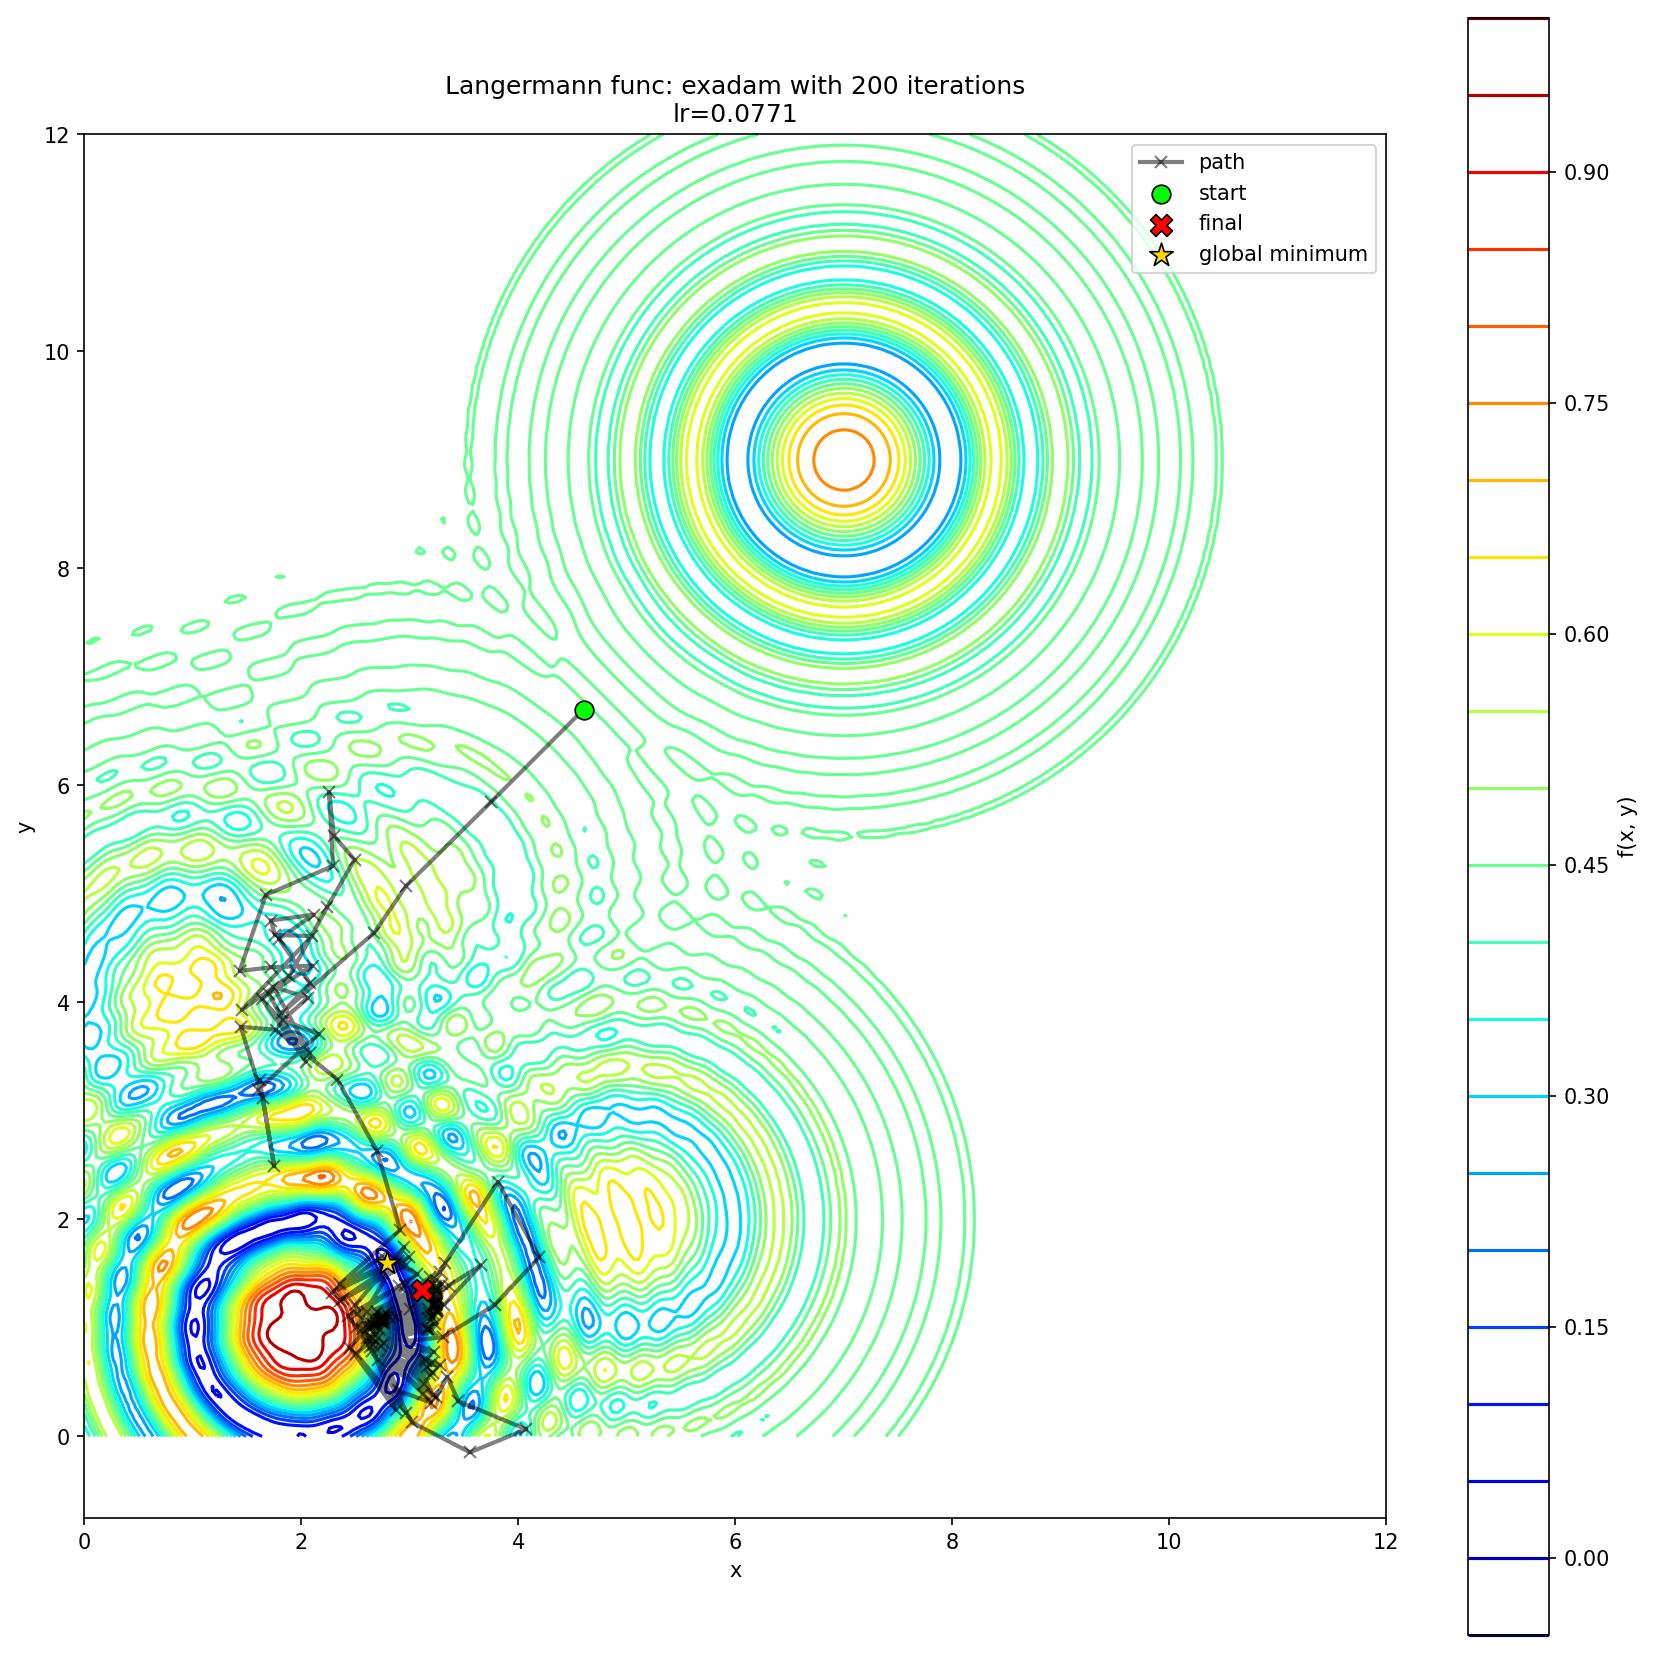 Langermann func: exadam with 200 iterations
lr=0.0771
path
start
final
global minimum
12
10
8
6
4
2
0
y
0 2 4 6 8 10 12
x
0.90
0.75
0.60
0.45
0.30
0.15
0.00
f(x, y)